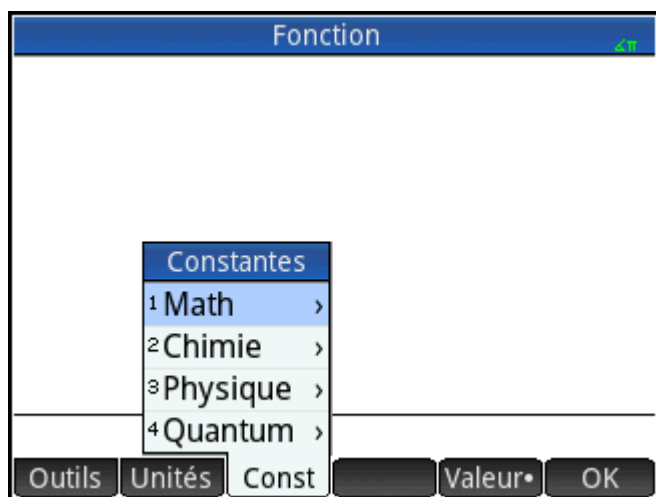 Fonction
∡π
Constantes
1 Math ›
2 Chimie ›
3 Physique ›
4 Quantum ›
Outils Unités Const Valeur• OK